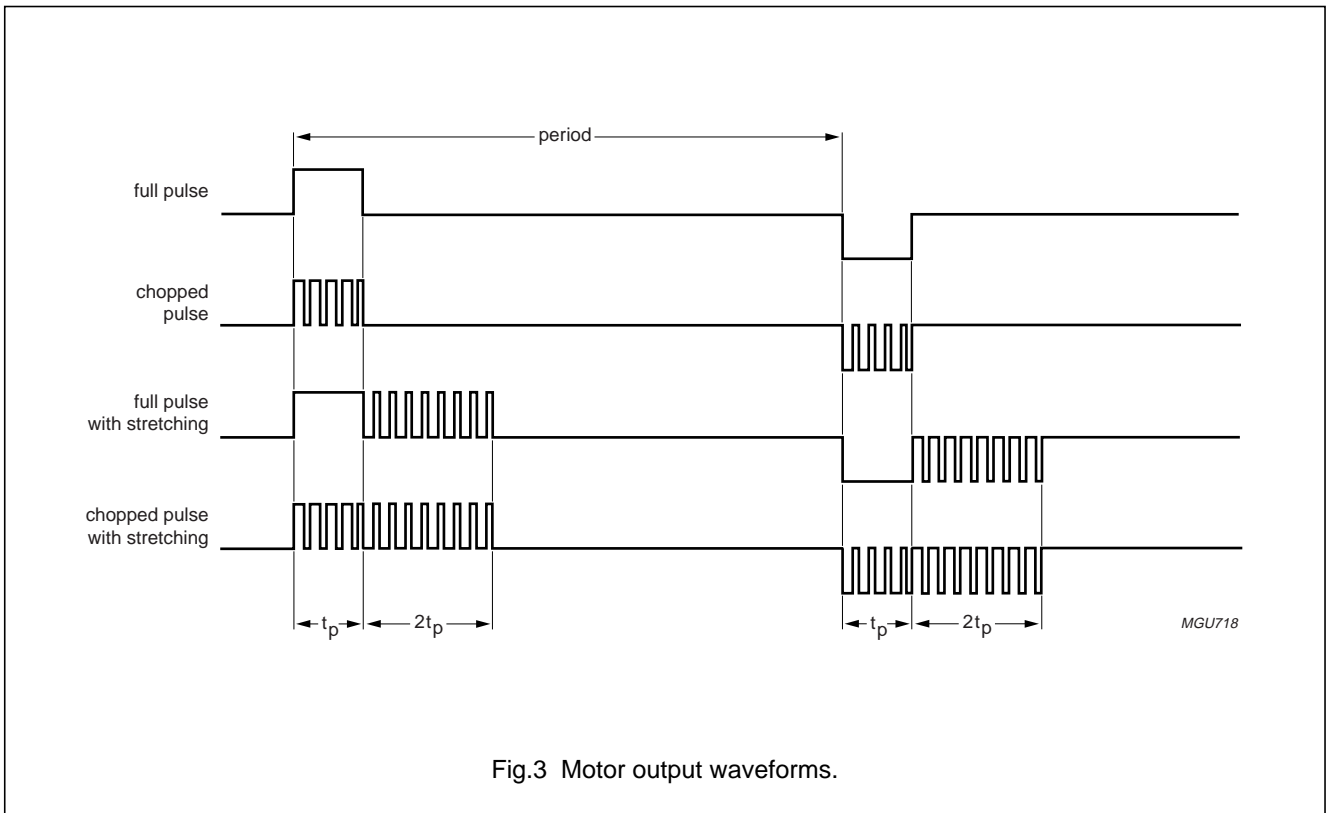 period
full pulse
chopped
pulse
full pulse
with stretching
chopped pulse
with stretching
tp
2tp
tp
2tp
MGU718
Fig.3 Motor output waveforms.